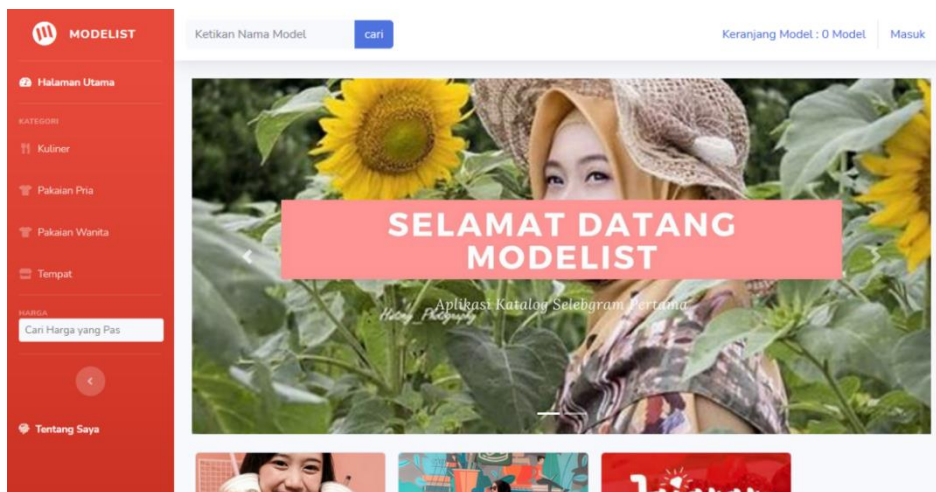 MODELIST
Ketikan Nama Model
cari
Keranjang Model : 0 Model
Masuk
Halaman Utama
KATEGORI
Kuliner
Pakaian Pria
Pakaian Wanita
Tempat
HARGA
Cari Harga yang Pas
Tentang Saya
SELAMAT DATANG
MODELIST
Aplikasi Katalog Selebgram Pertama